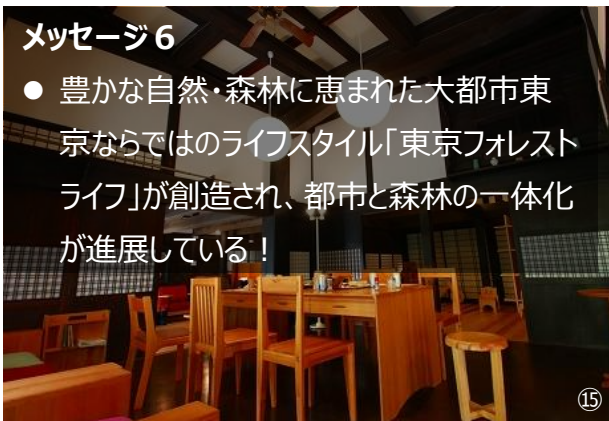 メッセージ６
● 豊かな自然・森林に恵まれた大都市東
京ならではのライフスタイル「東京フォレスト
ライフ」が創造され、都市と森林の一体化
が進展している！
⑮